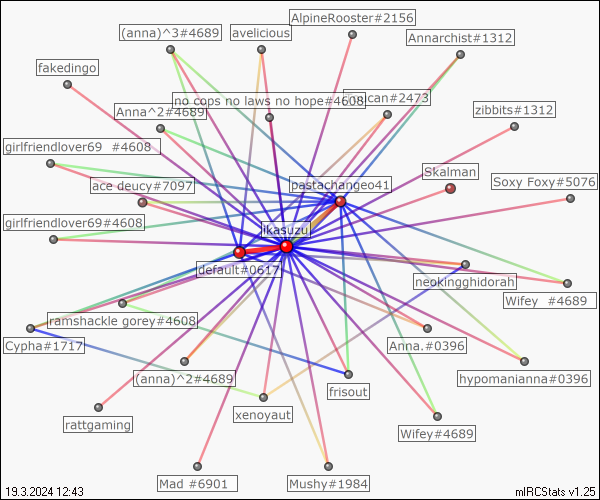 AlpineRooster#2156
(anna)^3#4689
avelicious
Annarchist#1312
fakedingo
no cops no laws no hope#4608
can#2473
zibbits#1312
Anna^2#4689
girlfriendlover69 #4608
Skalman
ace deucy#7097
pastachangeo41
Soxy Foxy#5076
girlfriendlover69#4608
ikasuzu
default#0617
neokingghidorah
Wifey #4689
ramshackle gorey#4608
Cypha#1717
Anna.#0396
(anna)^2#4689
hypomanianna#0396
frisout
xenoyaut
rattgaming
Wifey#4689
Mad #6901
Mushy#1984
19.3.2024 12:43
mIRCStats v1.25